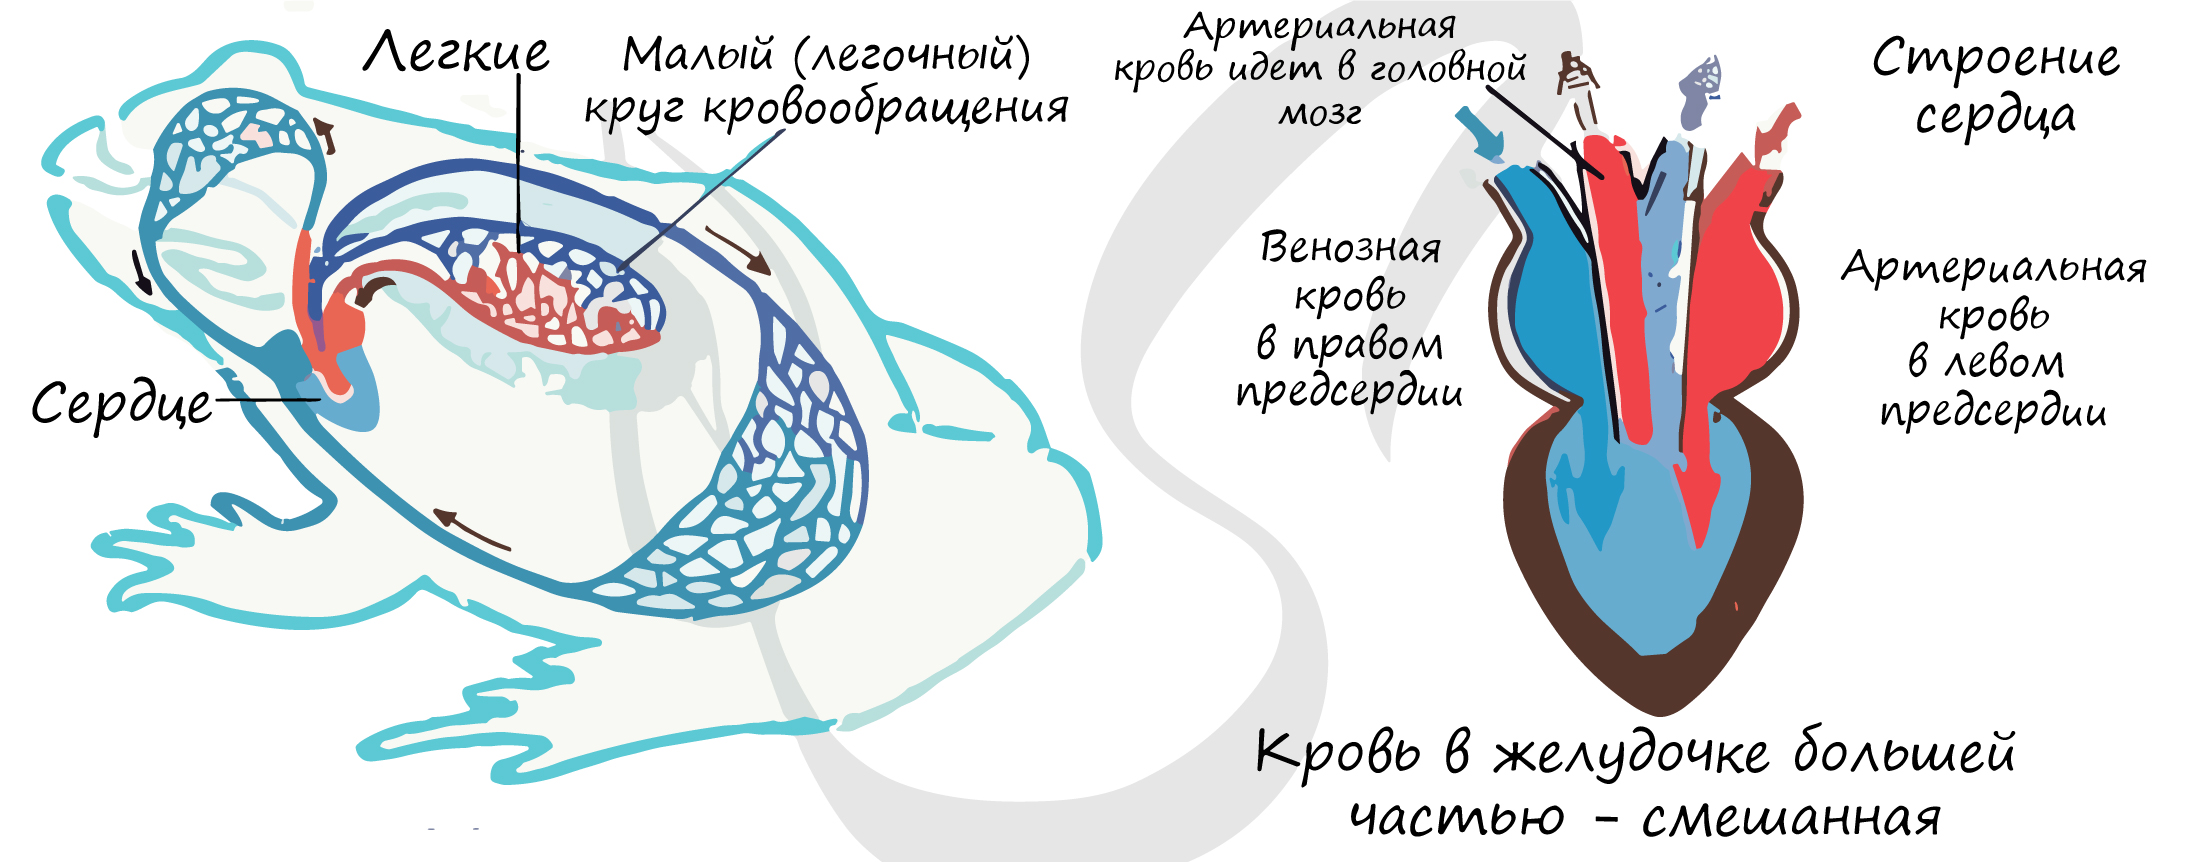 Легкие
Малый (легочный)
круг кровообращения
Сердце
Артериальная
кровь идет в головной
мозг
Строение
сердца
Венозная
кровь
в правом
предсердии
Артериальная
кровь
в левом
предсердии
Кровь в желудочке большей
частью – смешанная